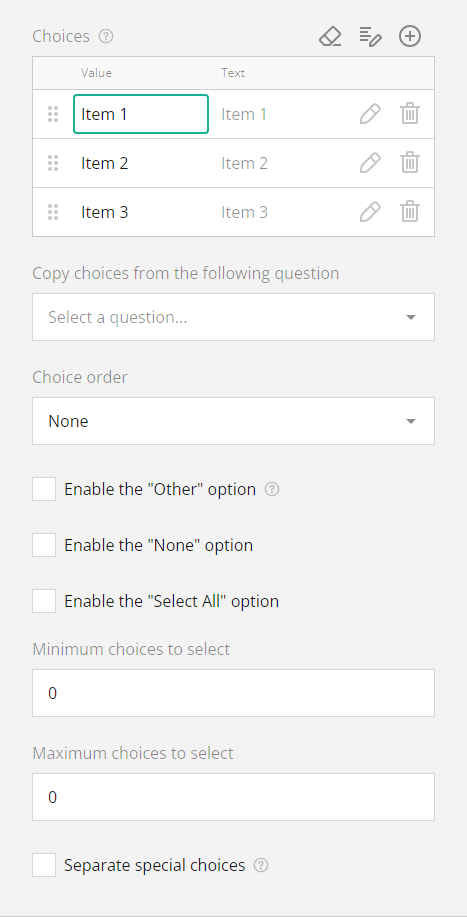 Choices
Value Text
Item 1 Item 1
Item 2 Item 2
Item 3 Item 3
Copy choices from the following question
Select a question...
Choice order
None
Enable the "Other" option
Enable the "None" option
Enable the "Select All" option
Minimum choices to select
0
Maximum choices to select
0
Separate special choices